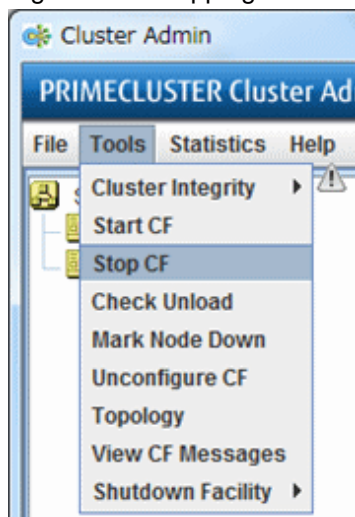 Cluster Admin
PRIMECLUSTER Cluster Ad
File Tools Statistics Help
Cluster Integrity
Start CF
Stop CF
Check Unload
Mark Node Down
Unconfigure CF
Topology
View CF Messages
Shutdown Facility